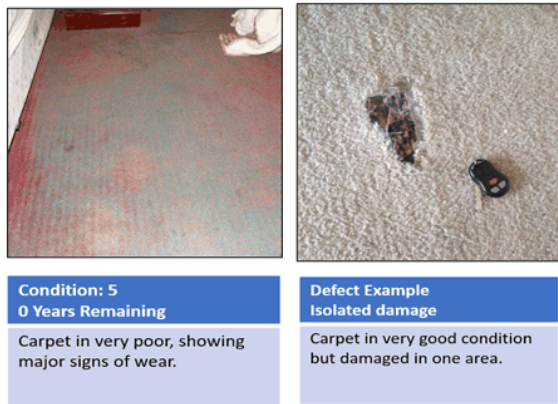 Condition: 5
0 Years Remaining
Carpet in very poor, showing
major signs of wear.
Defect Example
Isolated damage
Carpet in very good condition
but damaged in one area.